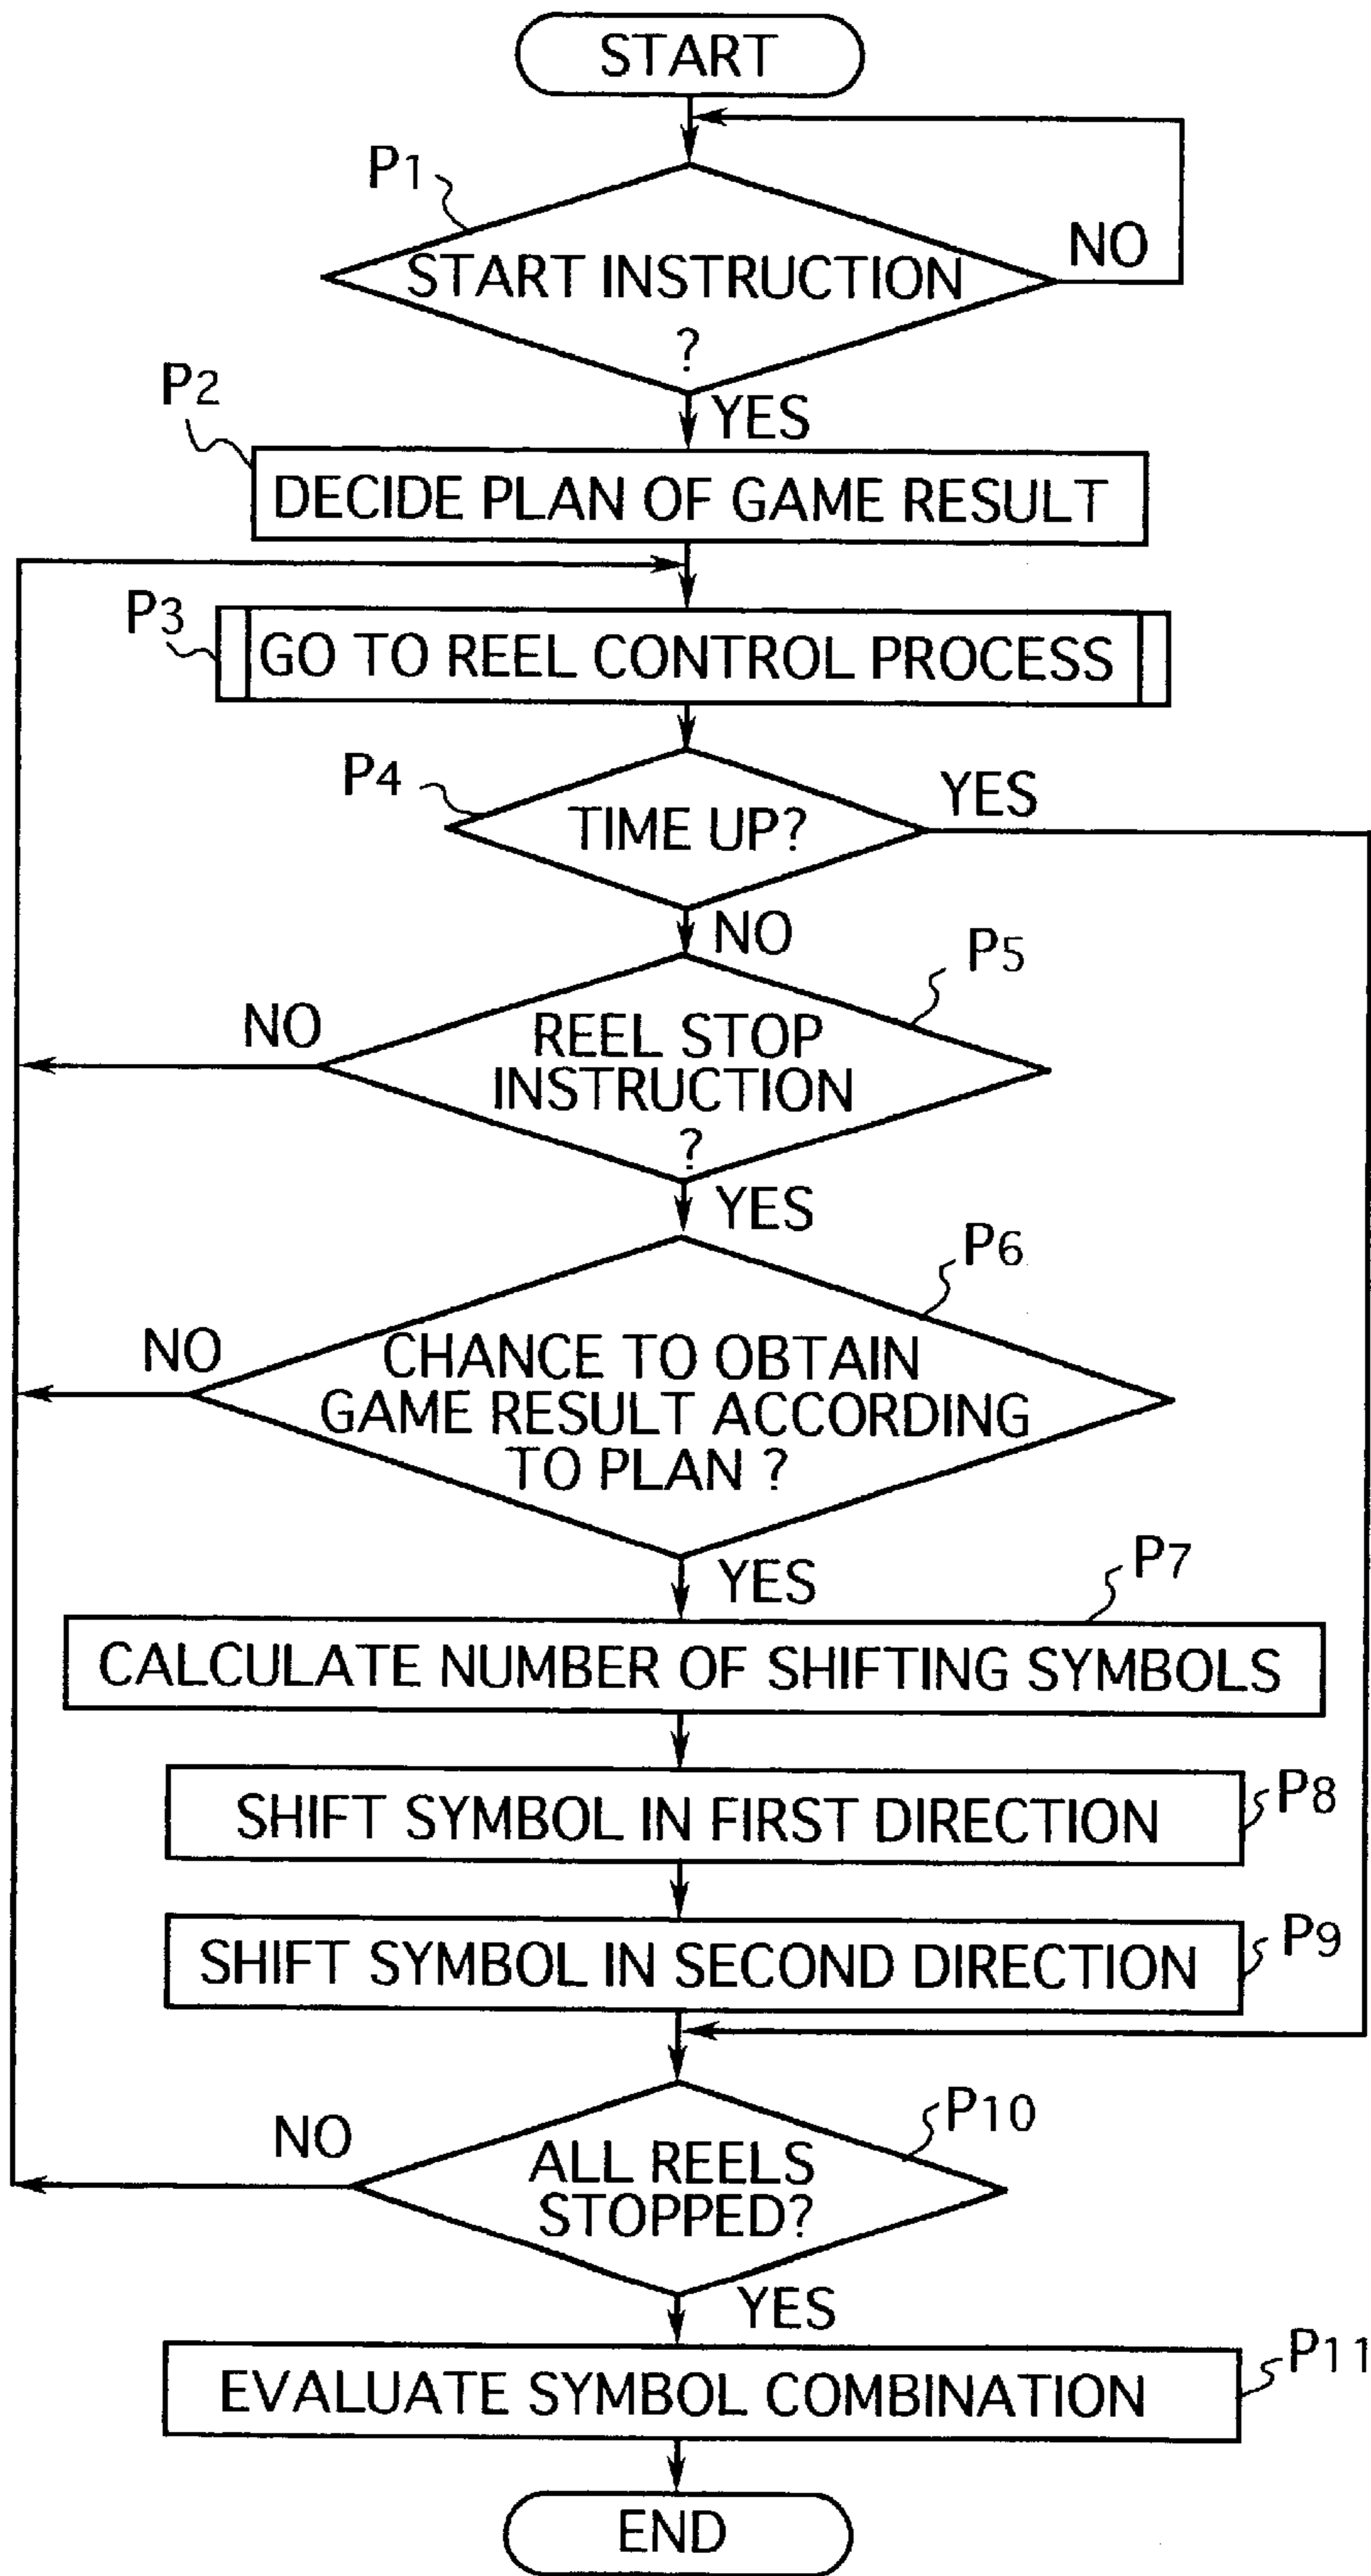 START
P1
START INSTRUCTION
?
NO
YES
P2
DECIDE PLAN OF GAME RESULT
P3
GO TO REEL CONTROL PROCESS
P4
TIME UP?
YES
NO
P5
REEL STOP
INSTRUCTION
?
NO
YES
P6
CHANCE TO OBTAIN
GAME RESULT ACCORDING
TO PLAN ?
NO
YES
P7
CALCULATE NUMBER OF SHIFTING SYMBOLS
SHIFT SYMBOL IN FIRST DIRECTION
P8
SHIFT SYMBOL IN SECOND DIRECTION
P9
P10
ALL REELS
STOPPED?
NO
YES
EVALUATE SYMBOL COMBINATION
P11
END